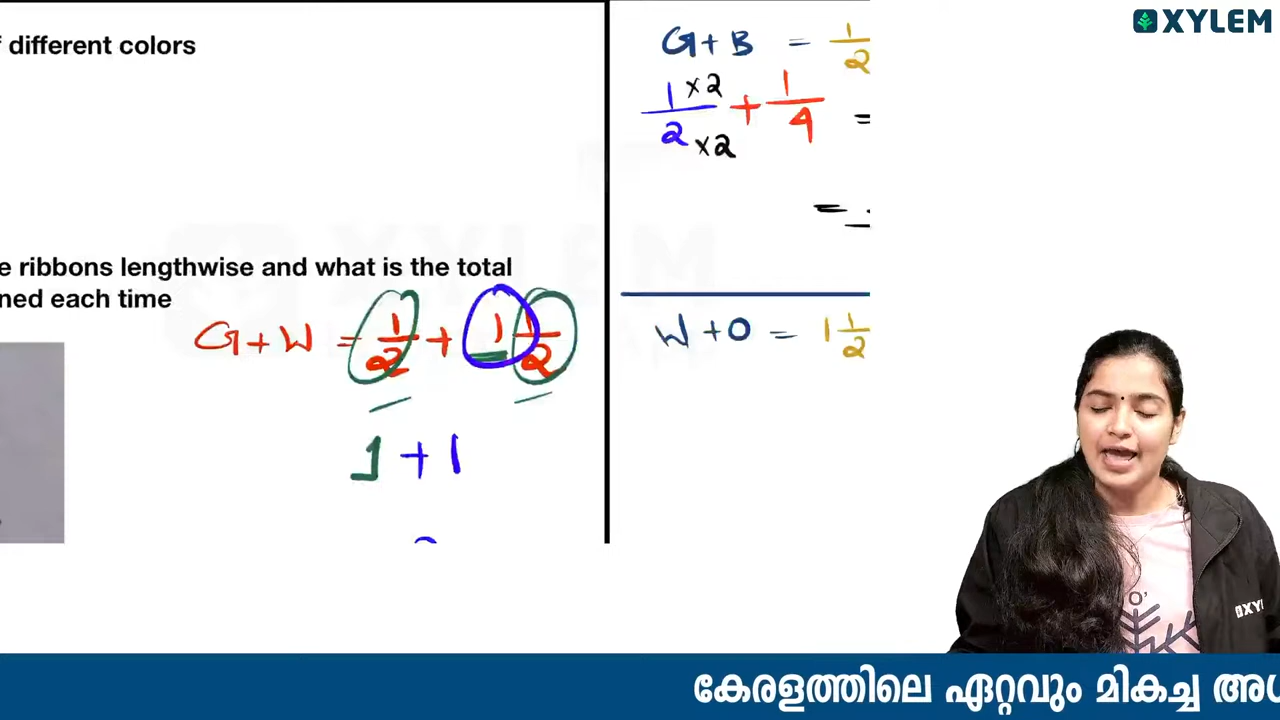 XYLEM
f different colors
e ribbons lengthwise and what is the total
ned each time
G+W = 1/2 + 1 1/2
1 + 1
G+B = 1/2
1×2/2×2 + 1/4 =
=
W+O = 1 1/2
കേരളത്തിലെ ഏറ്റവും മികച്ച